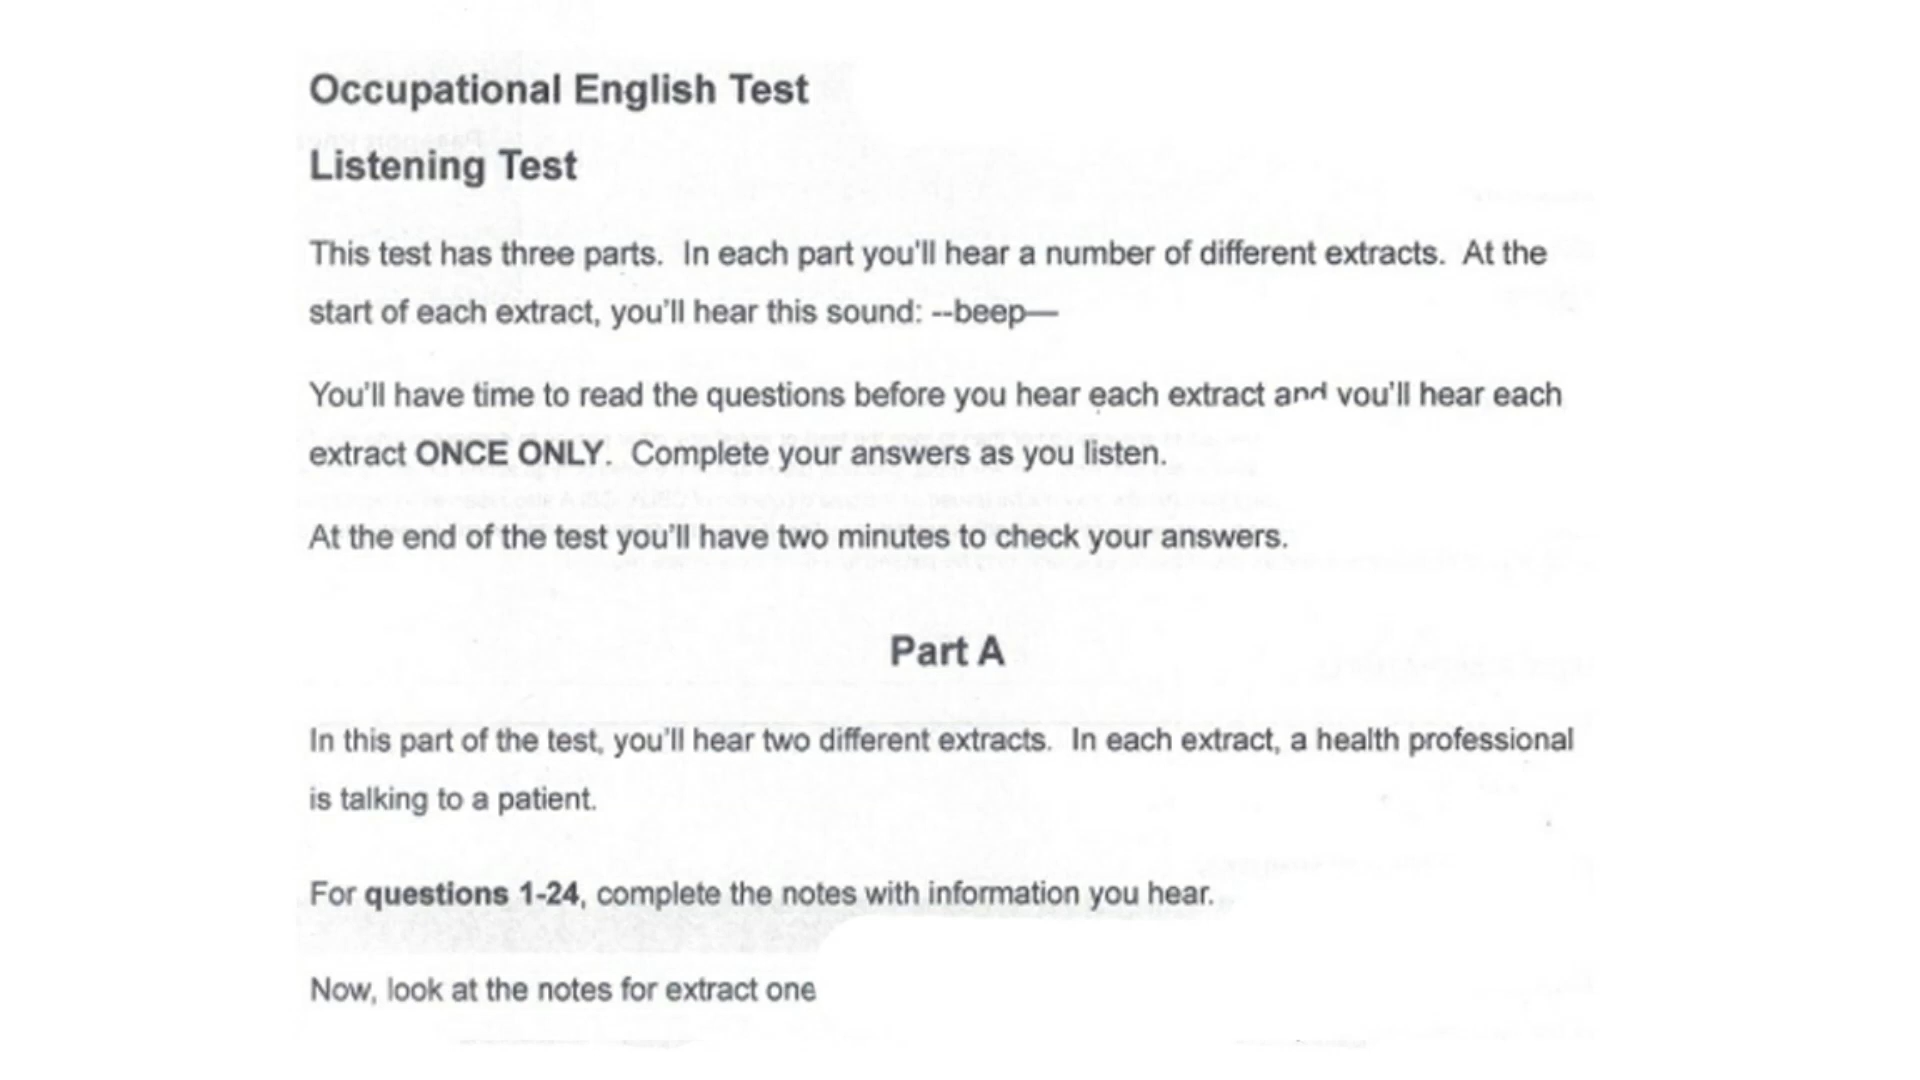 Occupational English Test
Listening Test
This test has three parts. In each part you'll hear a number of different extracts. At the
start of each extract, you'll hear this sound: --beep—
You'll have time to read the questions before you hear each extract and you'll hear each
extract ONCE ONLY. Complete your answers as you listen.
At the end of the test you'll have two minutes to check your answers.
Part A
In this part of the test, you'll hear two different extracts. In each extract, a health professional
is talking to a patient.
For questions 1-24, complete the notes with information you hear.
Now, look at the notes for extract one